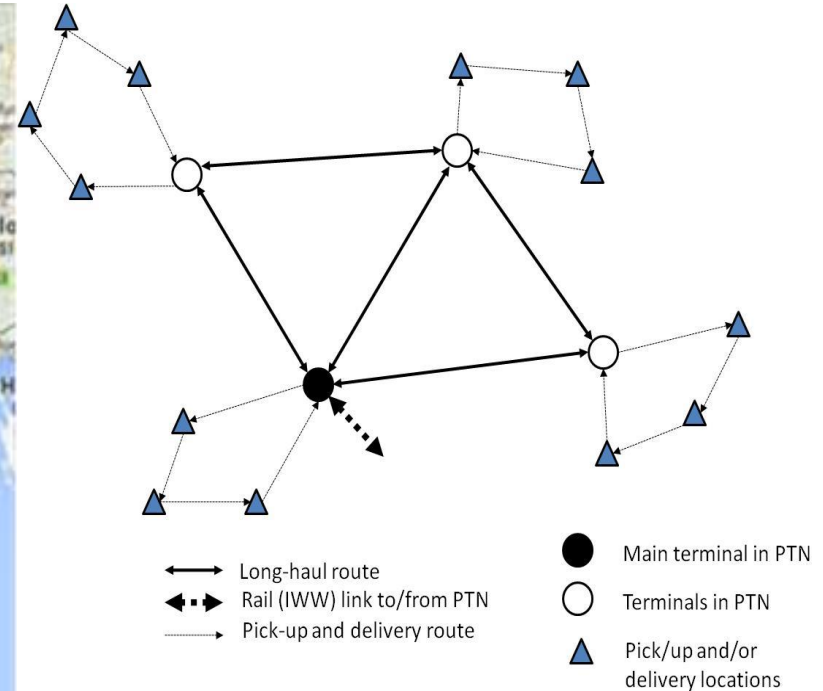 Long-haul route
Rail (IWW) link to/from PTN
Pick-up and delivery route
Main terminal in PTN
Terminals in PTN
Pick/up and/or
delivery locations